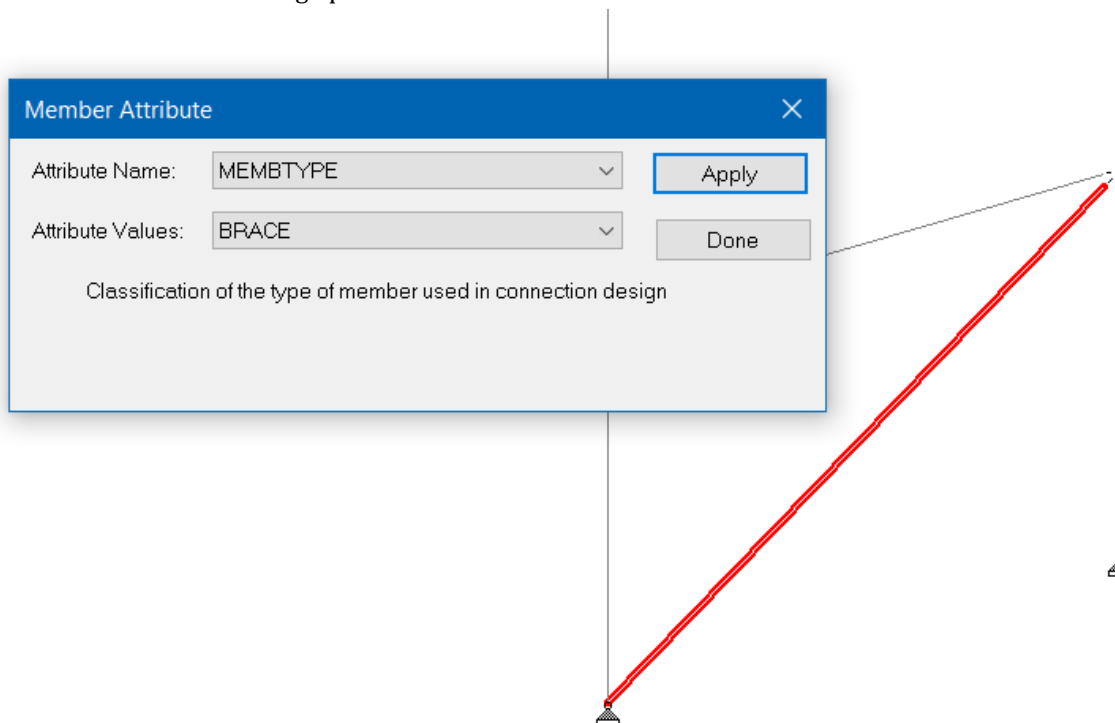 Member Attribute
Attribute Name: MEMBTYPE Apply
Attribute Values: BRACE Done
Classification of the type of member used in connection design